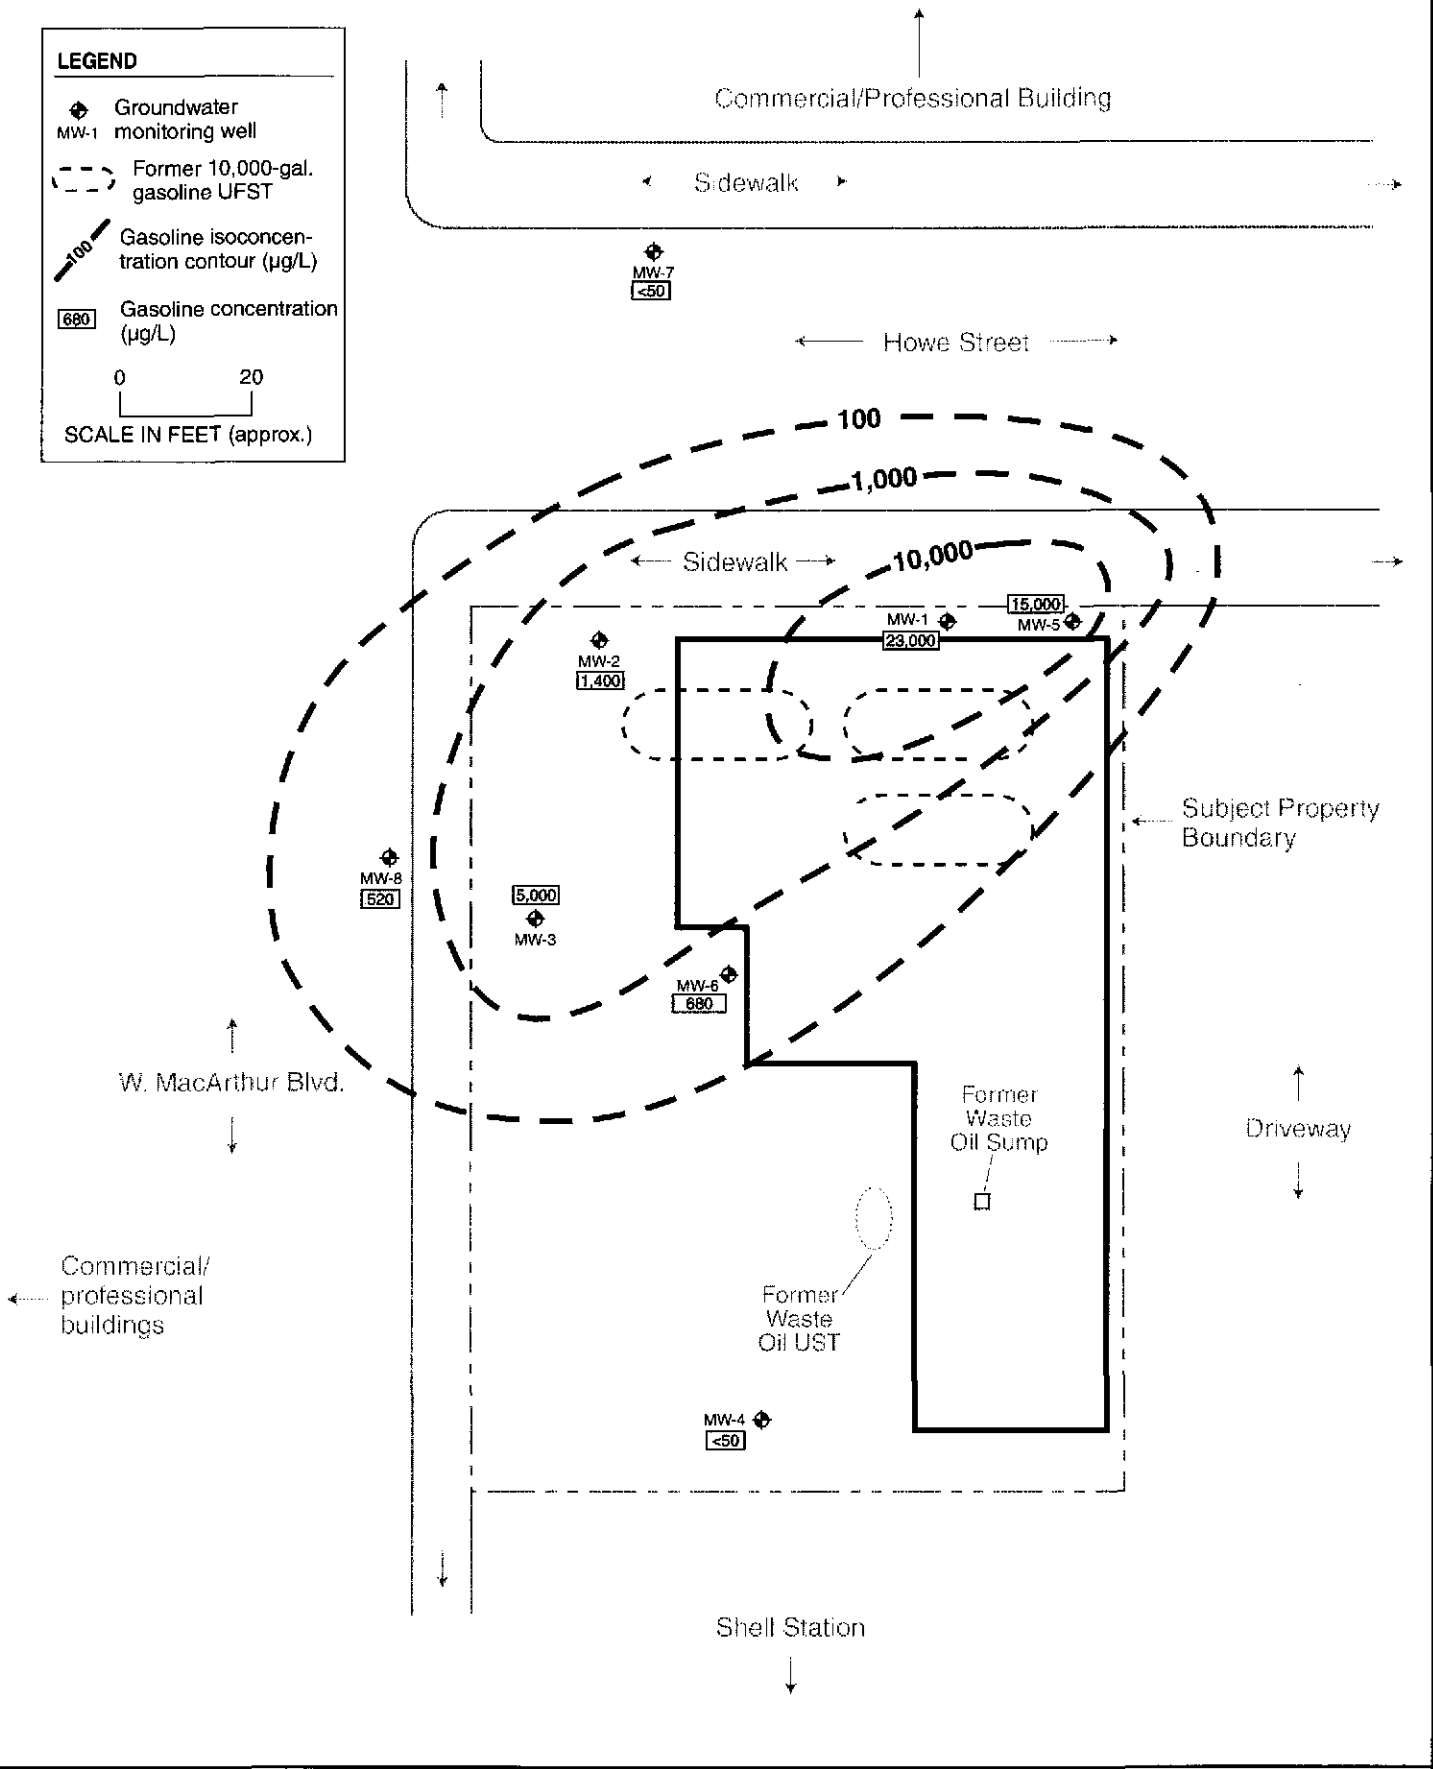 LEGEND
MW-1
Groundwater
monitoring well
Former 10,000-gal.
gasoline UFST
100
Gasoline isoconcen-
tration contour (µg/L)
680
Gasoline concentration
(µg/L)
0 20
SCALE IN FEET (approx.)
Commercial/Professional Building
Sidewalk
MW-7
<50
Howe Street
100
1,000
10,000
Sidewalk
15,000
MW-1
MW-5
23,000
MW-2
1,400
Subject Property
Boundary
MW-8
520
5,000
MW-3
MW-6
680
W. MacArthur Blvd.
Former
Waste
Oil Sump
Driveway
Commercial/
professional
buildings
Former
Waste
Oil UST
MW-4
<50
Shell Station